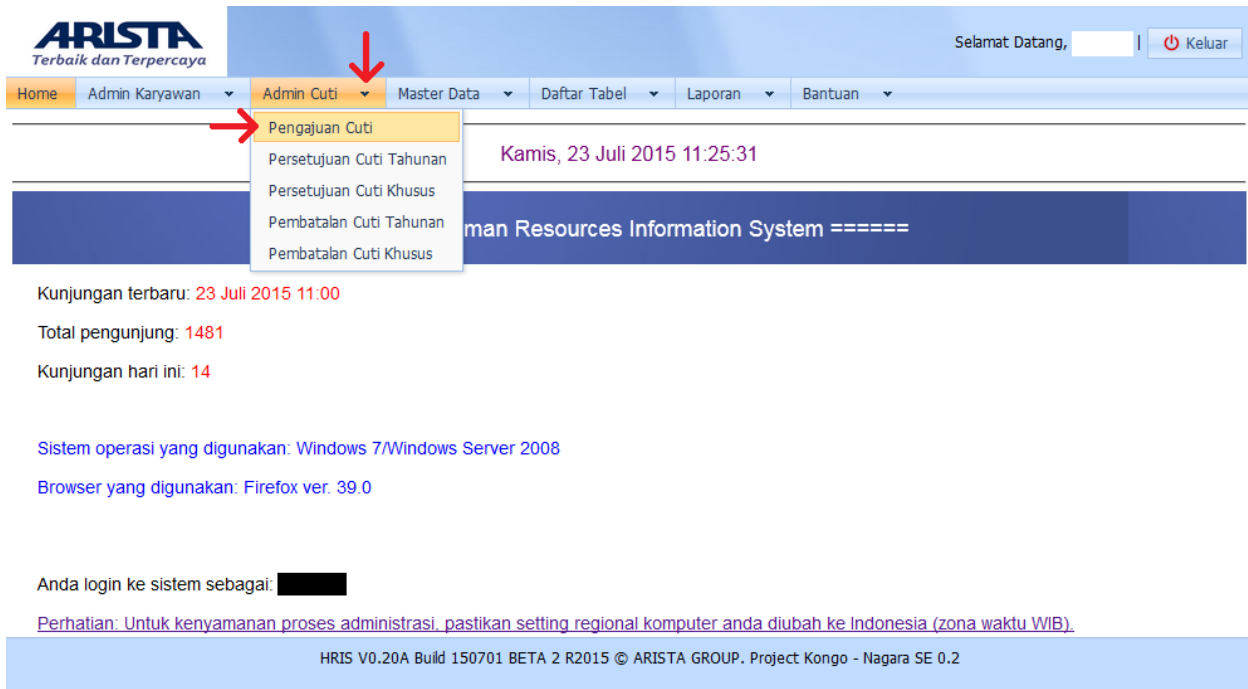 ARISTA
Terbaik dan Terpercaya
Selamat Datang, | Keluar
Home Admin Karyawan Admin Cuti Master Data Daftar Tabel Laporan Bantuan
Pengajuan Cuti
Persetujuan Cuti Tahunan
Persetujuan Cuti Khusus
Pembatalan Cuti Tahunan
Pembatalan Cuti Khusus
Kamis, 23 Juli 2015 11:25:31
man Resources Information System ======
Kunjungan terbaru: 23 Juli 2015 11:00
Total pengunjung: 1481
Kunjungan hari ini: 14
Sistem operasi yang digunakan: Windows 7/Windows Server 2008
Browser yang digunakan: Firefox ver. 39.0
Anda login ke sistem sebagai:
Perhatian: Untuk kenyamanan proses administrasi, pastikan setting regional komputer anda diubah ke Indonesia (zona waktu WIB).
HRIS V0.20A Build 150701 BETA 2 R2015 © ARISTA GROUP. Project Kongo - Nagara SE 0.2